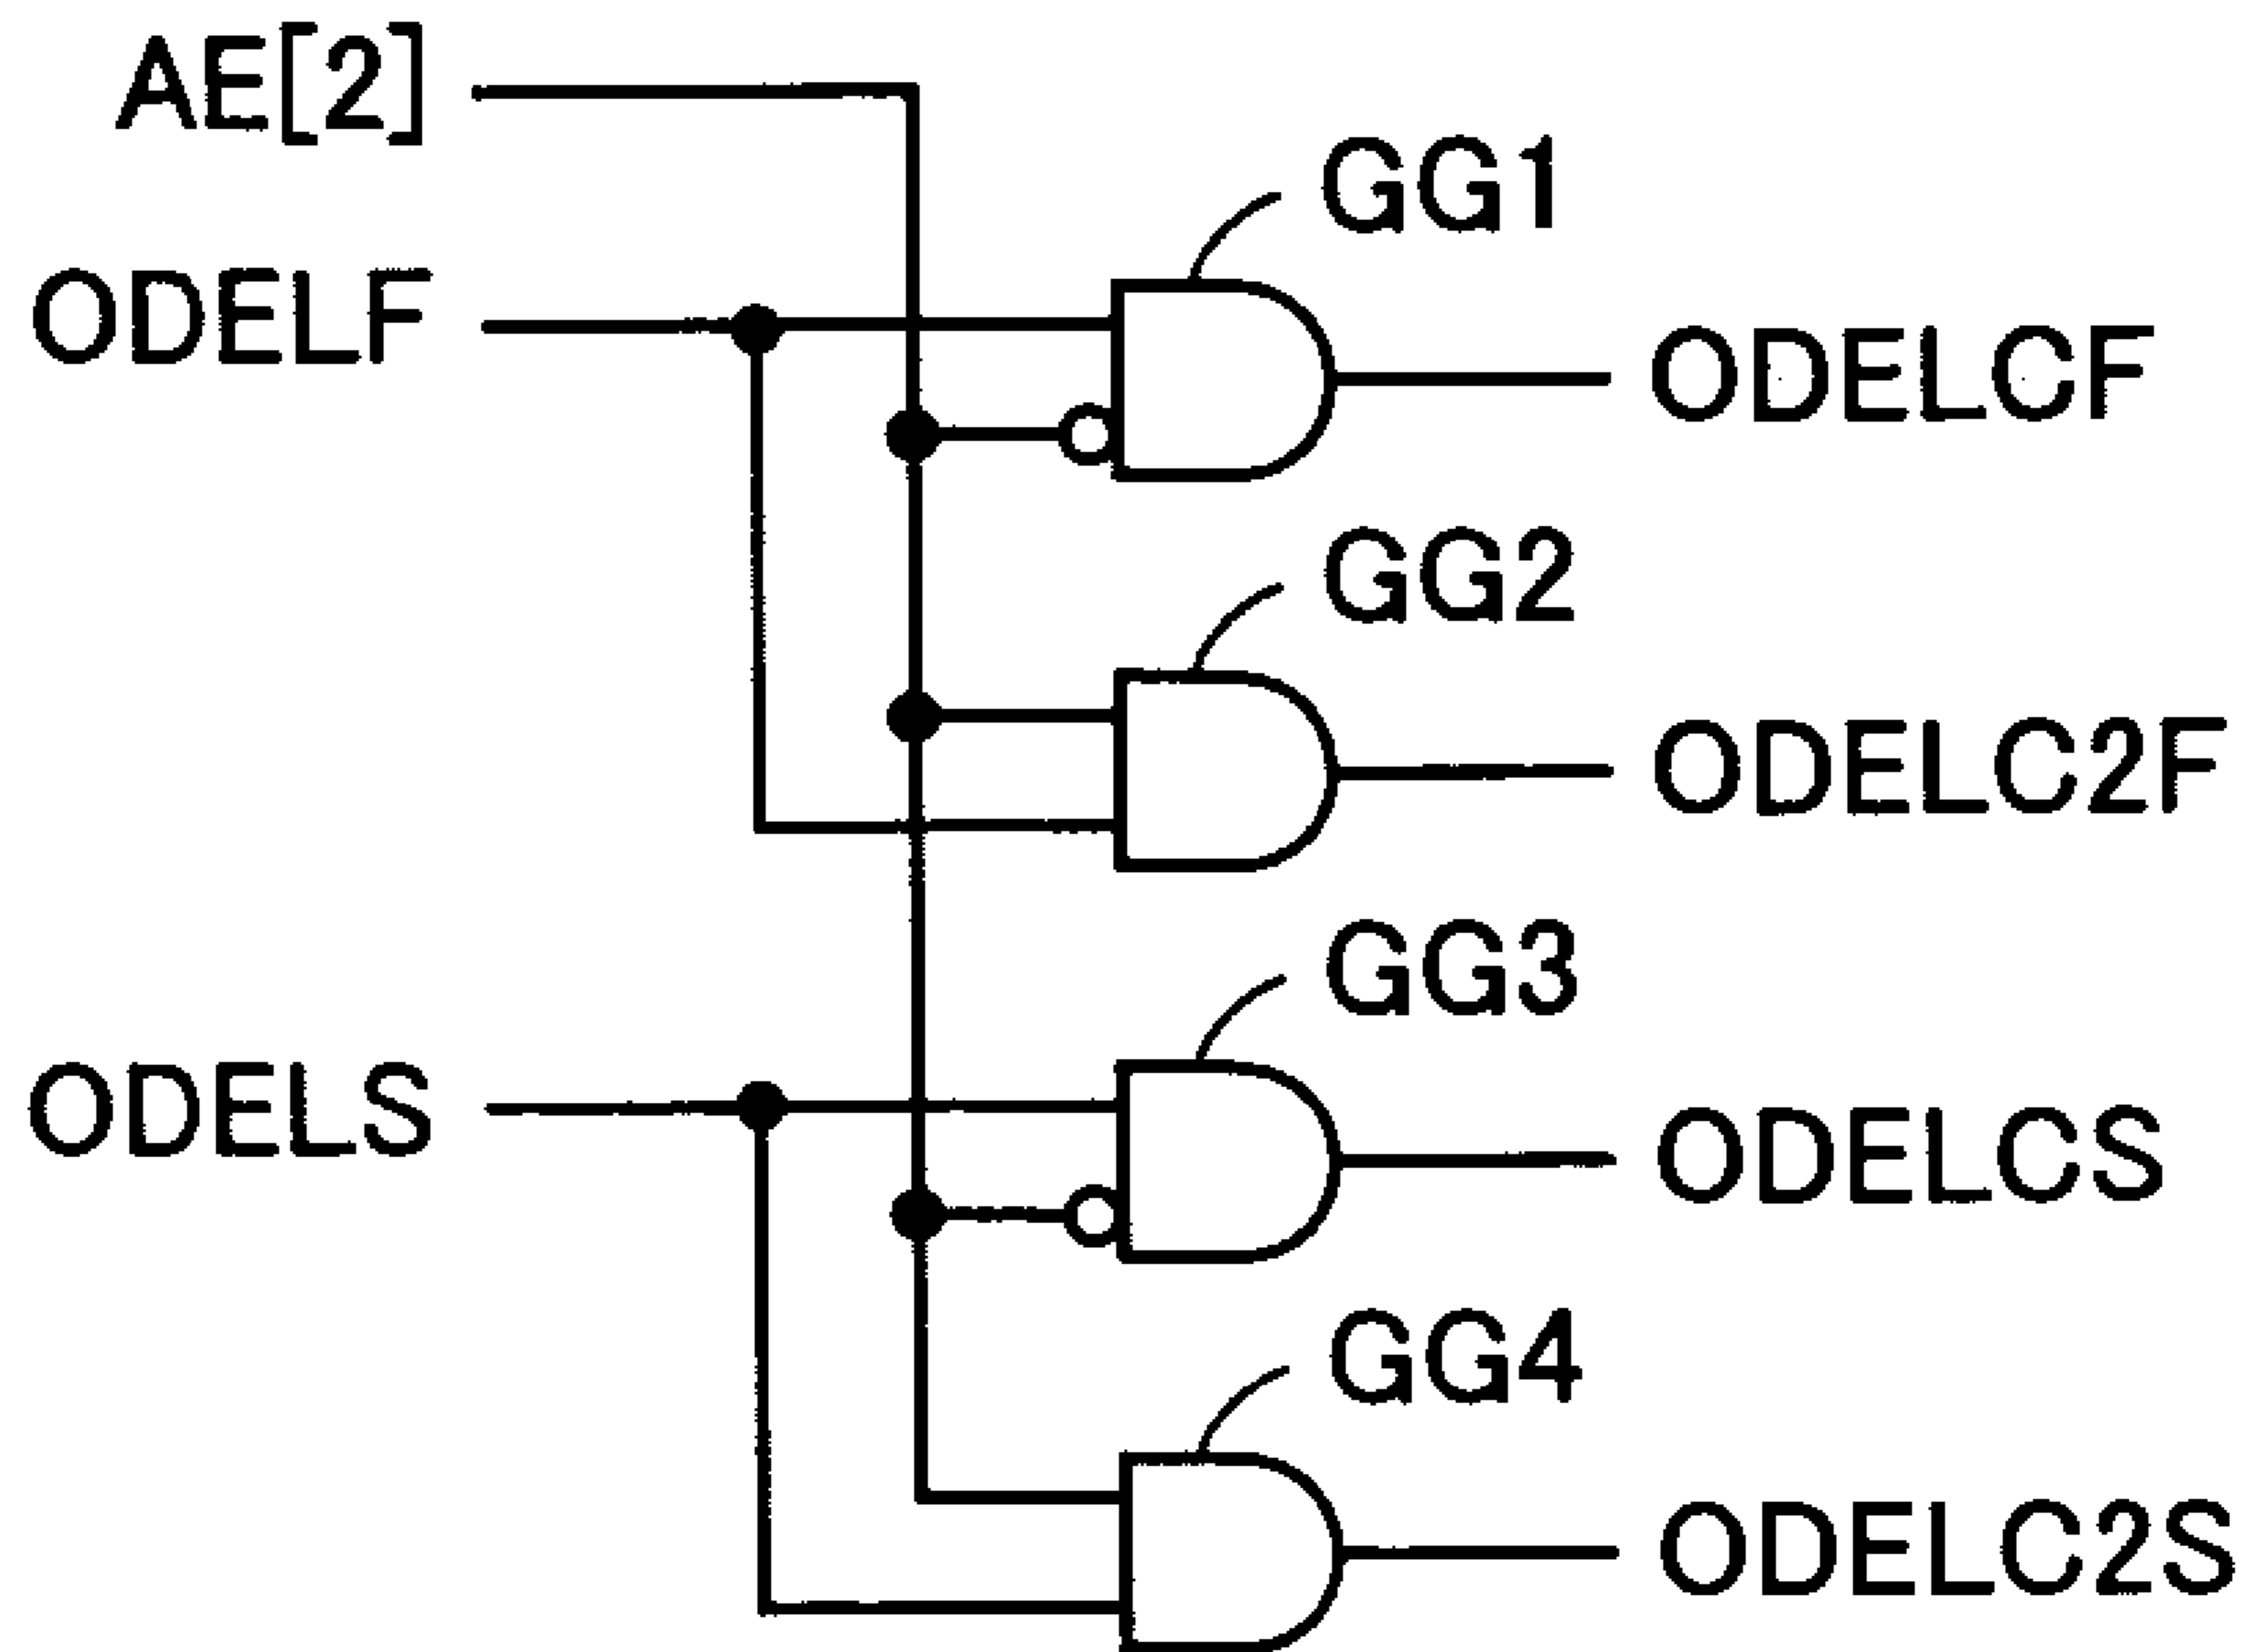 AE[2]
GG1
ODELF
ODELCF
GG2
ODELC2F
GG3
ODELS
ODELCS
GG4
ODELC2S